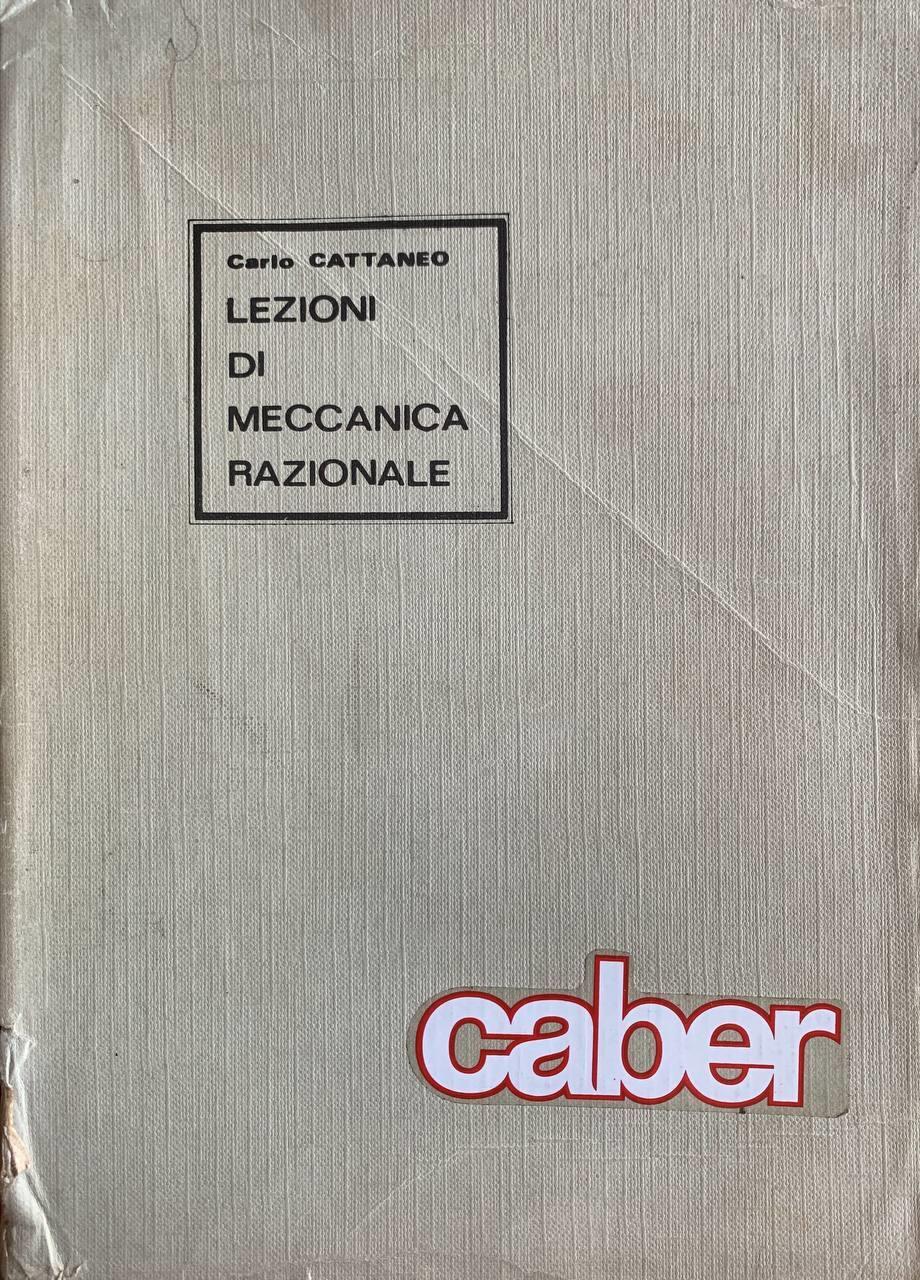 Carlo CATTANEO
LEZIONI
DI
MECCANICA
RAZIONALE
caber